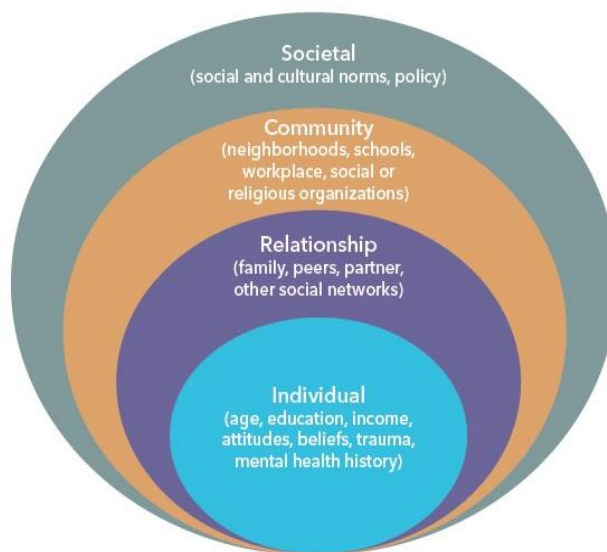 Societal
(social and cultural norms, policy)
Community
(neighborhoods, schools,
workplace, social or
religious organizations)
Relationship
(family, peers, partner,
other social networks)
Individual
(age, education, income,
attitudes, beliefs, trauma,
mental health history)